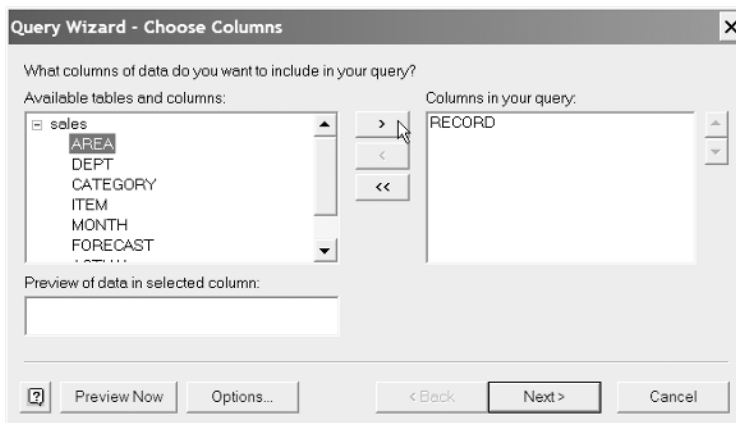 Query Wizard - Choose Columns
What columns of data do you want to include in your query?
Available tables and columns:
Columns in your query:
sales
AREA
DEPT
CATEGORY
ITEM
MONTH
FORECAST
>
<
<<
RECORD
Preview of data in selected column:
Preview Now
Options...
< Back
Next >
Cancel